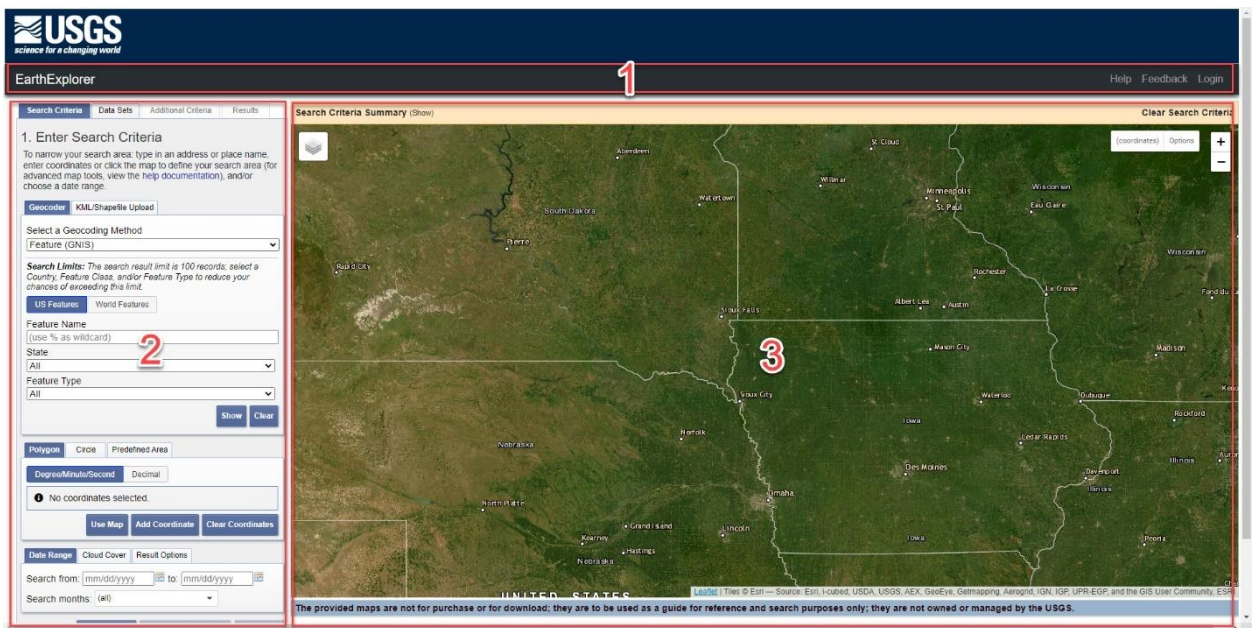 USGS
science for a changing world
EarthExplorer
1
Help Feedback Login
Search Criteria Data Sets Additional Criteria Results
1. Enter Search Criteria
To narrow your search area: type in an address or place name,
enter coordinates or click the map to define your search area (for
advanced map tools, view the help documentation), and/or
choose a date range.
Geocoder KML/Shapefile Upload
Select a Geocoding Method
Feature (GNIS)
Search Limits: The search result limit is 100 records; select a
Country, Feature Class, and/or Feature Type to reduce your
chances of exceeding this limit.
US Features World Features
Feature Name
(use % as wildcard)
2
State
All
Feature Type
All
Show Clear
Polygon Circle Predefined Area
Degree/Minute/Second Decimal
No coordinates selected.
Use Map Add Coordinate Clear Coordinates
Date Range Cloud Cover Result Options
Search from: mm/dd/yyyy to: mm/dd/yyyy
Search months: (all)
Search Criteria Summary (Show)
Clear Search Criteria
(coordinates) Options
+
−
Aberdeen
St Cloud
Willmar
Minneapolis
Wisconsin
Watertown
St. Paul
Eau Claire
South Dakota
Pierre
Wisconsin
Rapid City
Rochester
La Crosse
Fond du
Albert Lea
Austin
Sioux Falls
3
Mason City
Madison
Sioux City
Waterloo
Dubuque
Rockford
Iowa
Norfolk
Cedar Rapids
Nebraska
Des Moines
Davenport
Illinois
Illinois
North Platte
Omaha
Grand Island
Lincoln
Kearney
Iowa
Peoria
Hastings
Nebraska
UNITED STATES
Leaflet | Tiles © Esri — Source: Esri, i-cubed, USDA, USGS, AEX, GeoEye, Getmapping, Aerogrid, IGN, IGP, UPR-EGP, and the GIS User Community, ESRI
The provided maps are not for purchase or for download; they are to be used as a guide for reference and search purposes only; they are not owned or managed by the USGS.